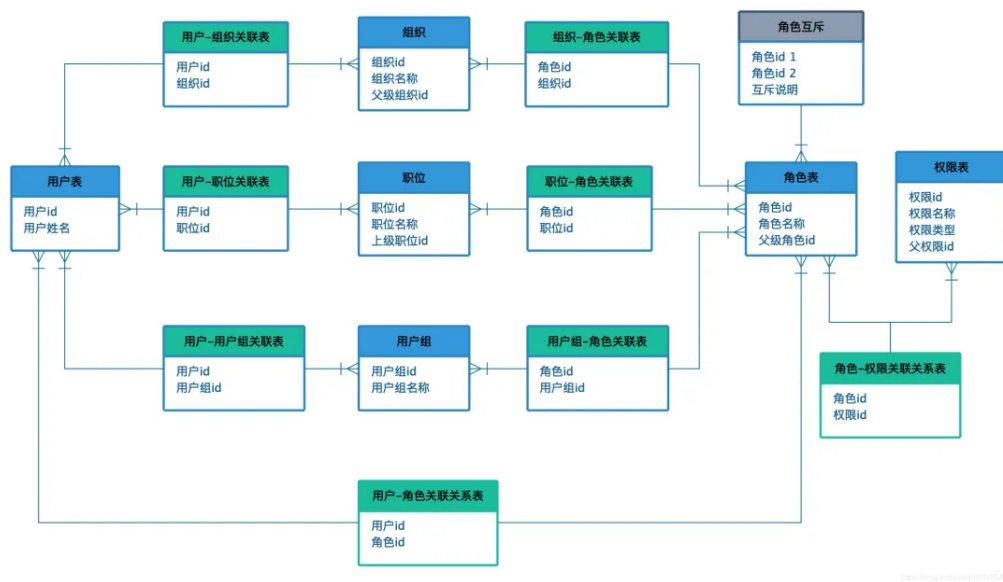 用户-组织关联表
用户id
组织id
组织
组织id
组织名称
父级组织id
组织-角色关联表
角色id
组织id
角色互斥
角色id 1
角色id 2
互斥说明
用户表
用户id
用户姓名
用户-职位关联表
用户id
职位id
职位
职位id
职位名称
上级职位id
职位-角色关联表
角色id
职位id
角色表
角色id
角色名称
父级角色id
权限表
权限id
权限名称
权限类型
父权限id
用户-用户组关联表
用户id
用户组id
用户组
用户组id
用户组名称
用户组-角色关联表
角色id
用户组id
角色-权限关联关系表
角色id
权限id
用户-角色关联关系表
用户id
角色id